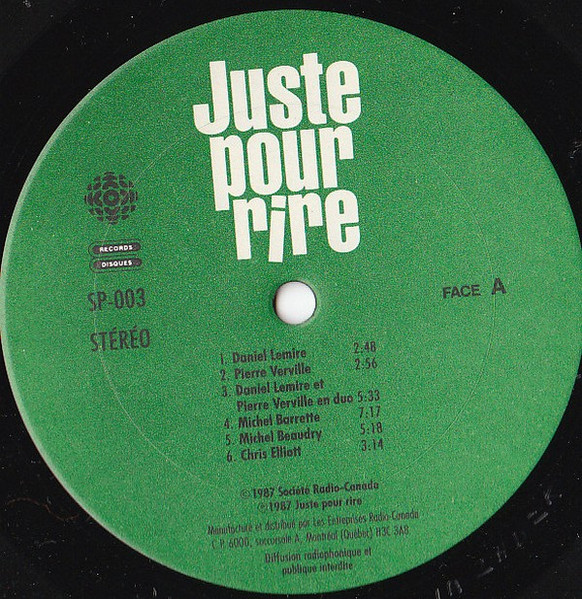 Juste
pour
rire
RECORDS
DISQUES
SP-003
STÉRÉO
FACE A
1. Daniel Lemire 2:48
2. Pierre Verville 2:56
3. Daniel Lemire et
Pierre Verville en duo 5:33
4. Michel Barrette 7:17
5. Michel Beaudry 5:18
6. Chris Elliott 3:14
©1987 Société Radio-Canada
℗1987 Juste pour rire
Manufacturé et distribué par Les Entreprises Radio-Canada
C.P. 6000, succursale A, Montréal (Québec) H3C 3A8
Diffusion radiophonique et
publique interdite